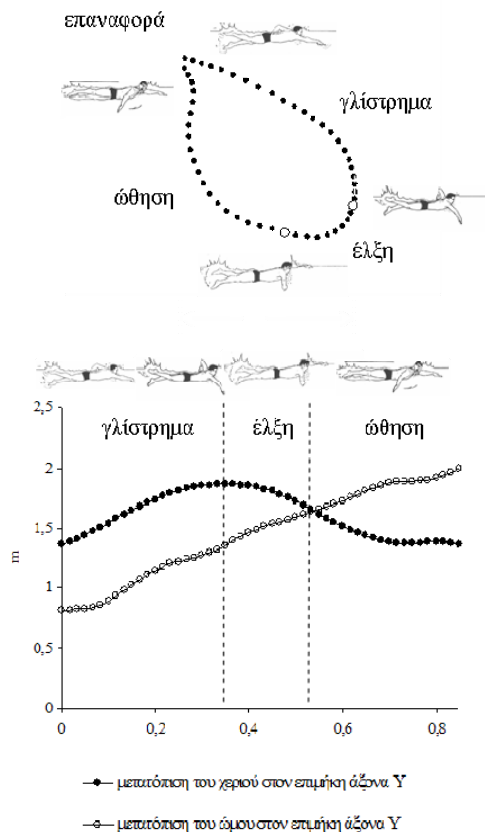 επαναφορά
γλίστρημα
ώθηση
έλξη
γλίστρημα έλξη ώθηση
2,5
2
1,5
m
1
0,5
0
0 0,2 0,4 0,6 0,8
μετατόπιση του χεριού στον επιμήκη άξονα Υ
μετατόπιση του ώμου στον επιμήκη άξονα Υ